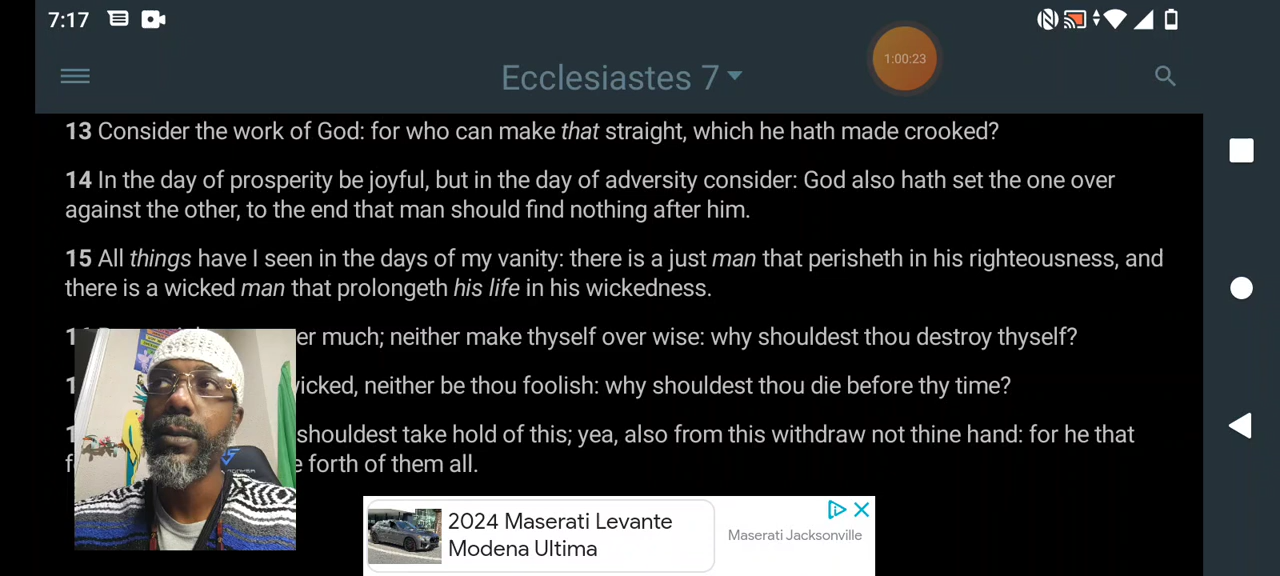 7:17
1:00:23
Ecclesiastes 7
13 Consider the work of God: for who can make that straight, which he hath made crooked?
14 In the day of prosperity be joyful, but in the day of adversity consider: God also hath set the one over
against the other, to the end that man should find nothing after him.
15 All things have I seen in the days of my vanity: there is a just man that perisheth in his righteousness, and
there is a wicked man that prolongeth his life in his wickedness.
much; neither make thyself over wise: why shouldest thou destroy thyself?
wicked, neither be thou foolish: why shouldest thou die before thy time?
shouldest take hold of this; yea, also from this withdraw not thine hand: for he that
forth of them all.
2024 Maserati Levante
Modena Ultima
Maserati Jacksonville